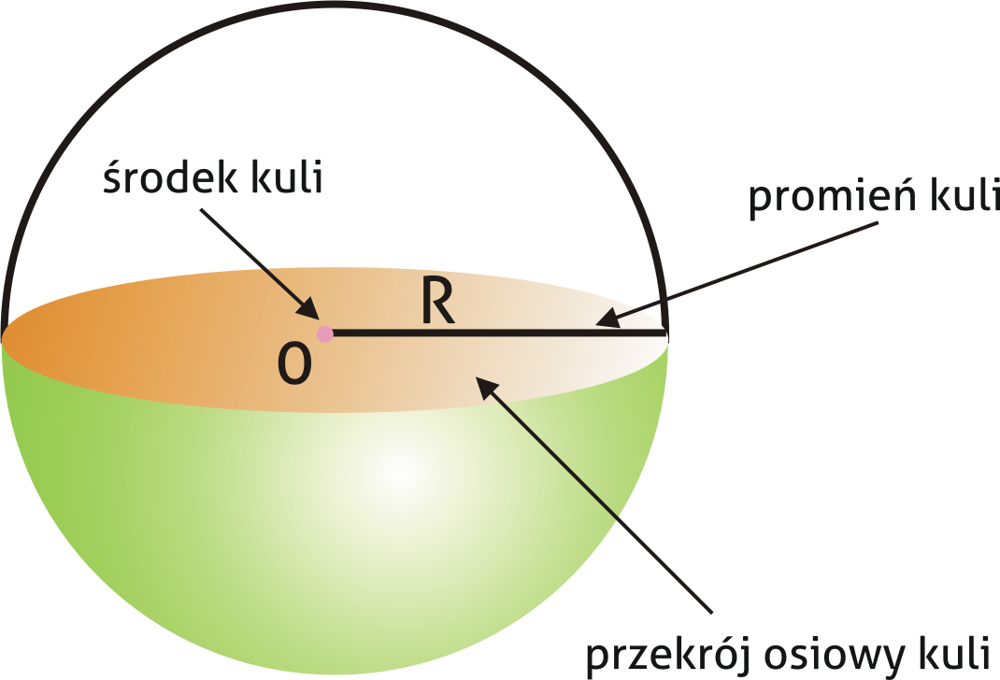 środek kuli
promień kuli
R
O
przekrój osiowy kuli